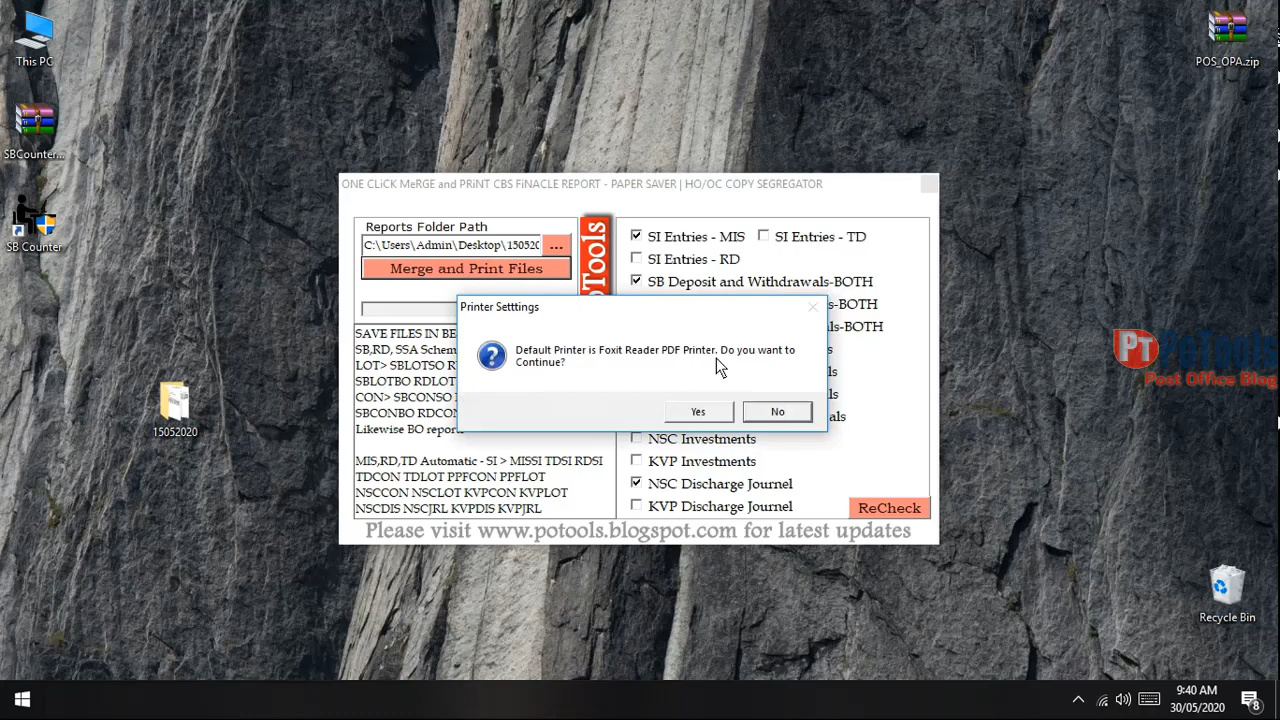 This PC
POS_OPA.zip
SBCounter...
SB Counter
15052020
Recycle Bin
ONE CLiCK MeRGE and PRiNT CBS FiNACLE REPORT - PAPER SAVER | HO/OC COPY SEGREGATOR
Reports Folder Path
C:\Users\Admin\Desktop\150520
...
Merge and Print Files
SAVE FILES IN BE
SB,RD, SSA Schem
LOT> SBLOTSO R
SBLOTBO RDLOT
CON> SBCONSO
SBCONBO RDCON
Likewise BO report
MIS,RD,TD Automatic - SI > MISSI TDSI RDSI
TDCON TDLOT PPFCON PPFLOT
NSCCON NSCLOT KVPCON KVPLOT
NSCDIS NSCJRL KVPDIS KVPJRL
oTools
SI Entries - MIS
SI Entries - TD
SI Entries - RD
SB Deposit and Withdrawals-BOTH
s-BOTH
ls-BOTH
NSC Investments
KVP Investments
NSC Discharge Journel
KVP Discharge Journel
ReCheck
Please visit www.potools.blogspot.com for latest updates
Printer Setttings
Default Printer is Foxit Reader PDF Printer. Do you want to
Continue?
Yes
No
PT PoTools
Post Office Blog
9:40 AM
30/05/2020
8